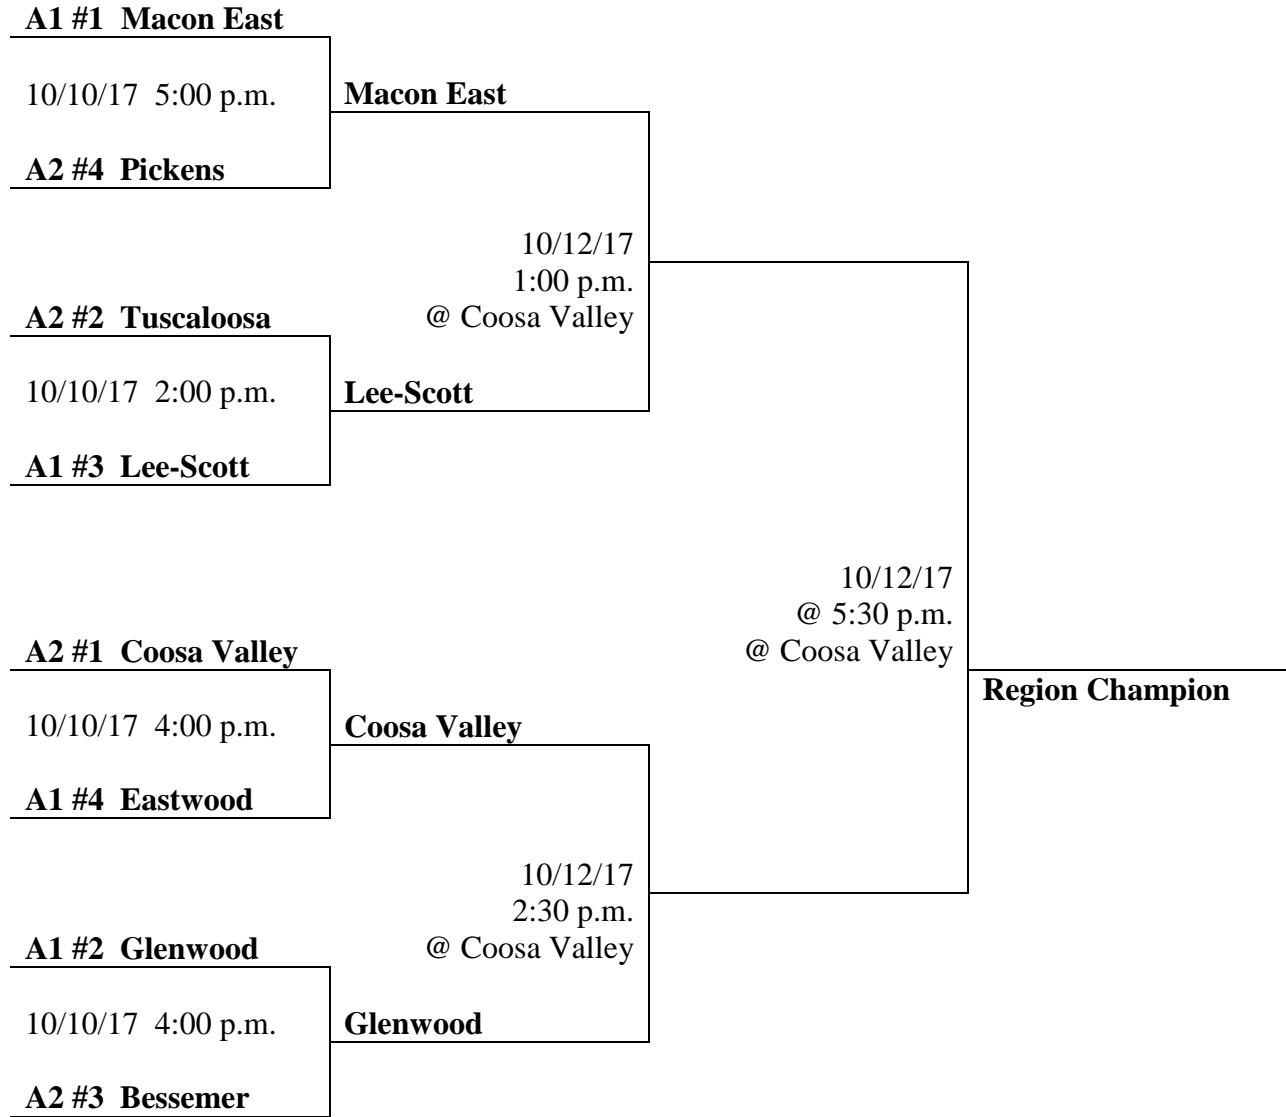 A1 #1 Macon East
10/10/17 5:00 p.m.
Macon East
A2 #4 Pickens
10/12/17
1:00 p.m.
@ Coosa Valley
A2 #2 Tuscaloosa
10/10/17 2:00 p.m.
Lee-Scott
A1 #3 Lee-Scott
10/12/17
@ 5:30 p.m.
@ Coosa Valley
Region Champion
A2 #1 Coosa Valley
10/10/17 4:00 p.m.
Coosa Valley
A1 #4 Eastwood
10/12/17
2:30 p.m.
@ Coosa Valley
A1 #2 Glenwood
10/10/17 4:00 p.m.
Glenwood
A2 #3 Bessemer